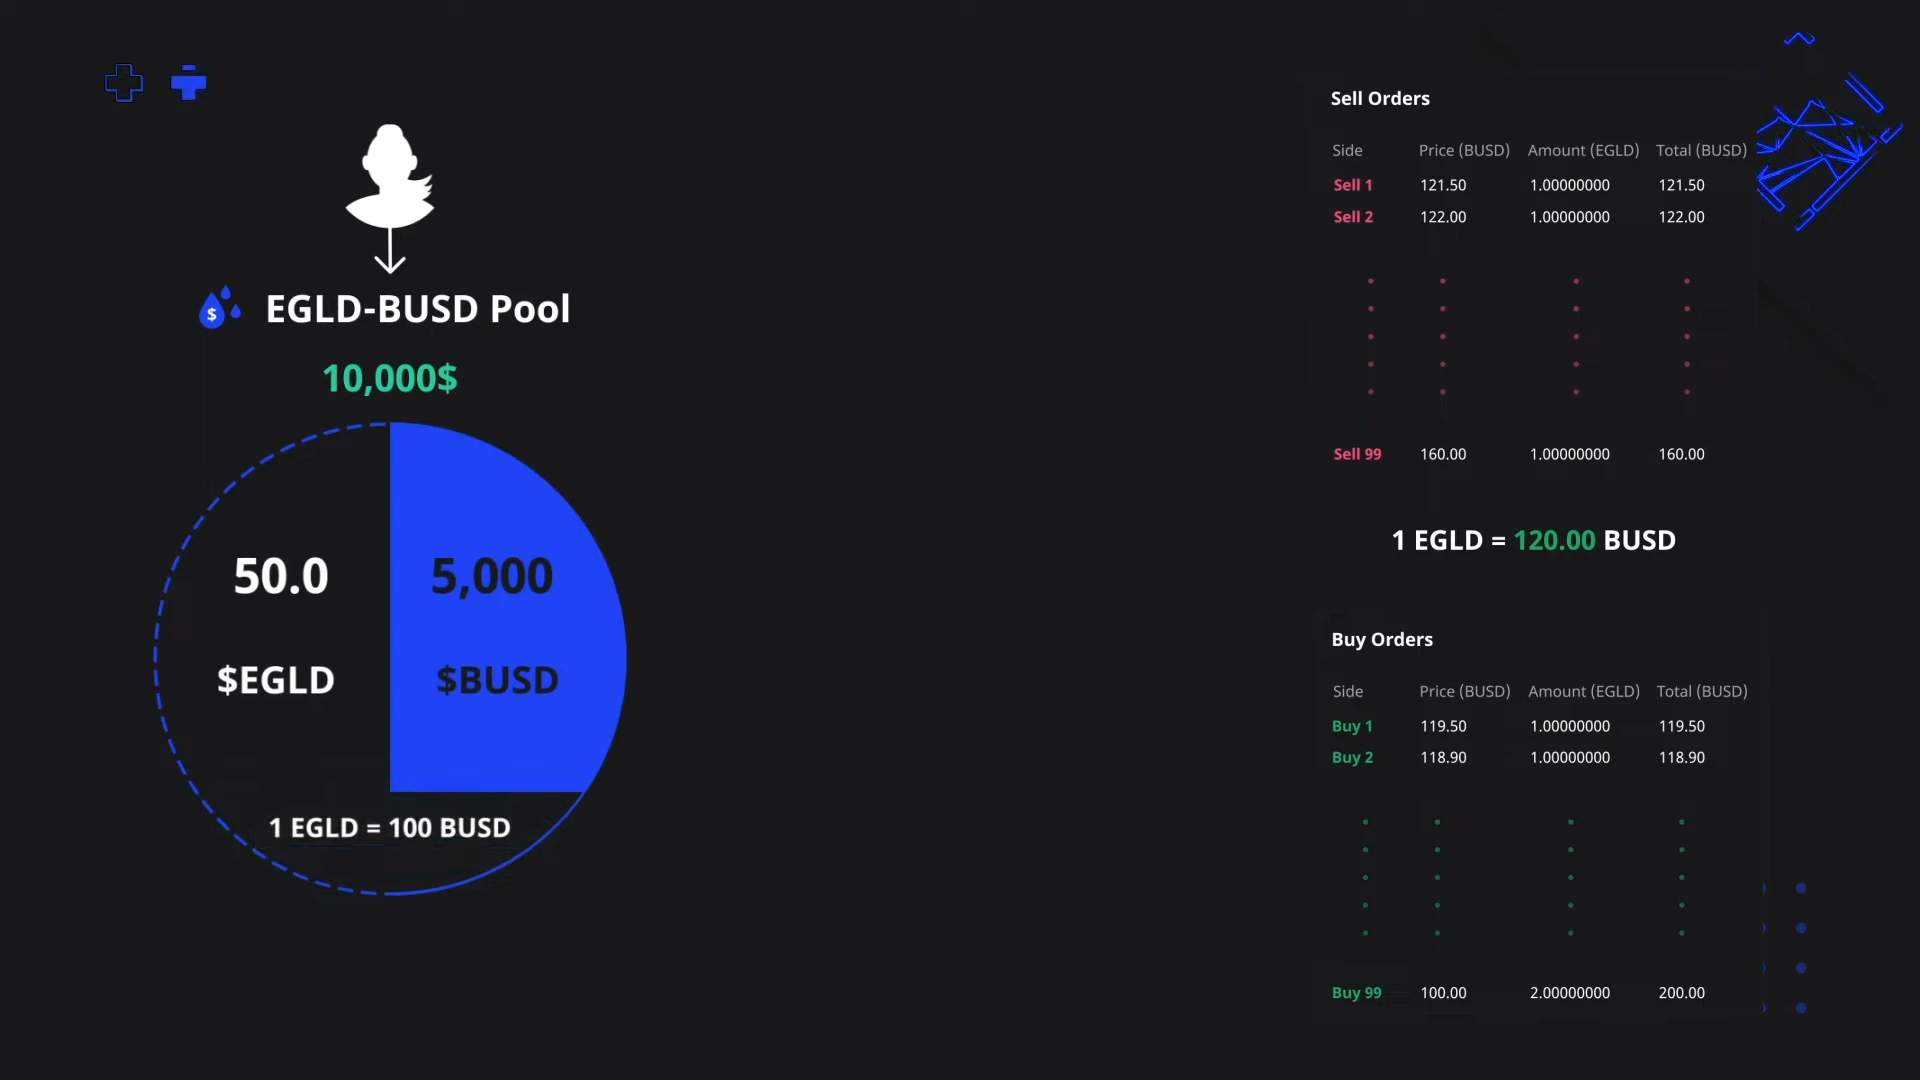 $ EGLD-BUSD Pool
10,000$
50.0 5,000
$EGLD $BUSD
1 EGLD = 100 BUSD
Sell Orders
Side Price (BUSD) Amount (EGLD) Total (BUSD)
Sell 1 121.50 1.00000000 121.50
Sell 2 122.00 1.00000000 122.00
Sell 99 160.00 1.00000000 160.00
1 EGLD = 120.00 BUSD
Buy Orders
Side Price (BUSD) Amount (EGLD) Total (BUSD)
Buy 1 119.50 1.00000000 119.50
Buy 2 118.90 1.00000000 118.90
Buy 99 100.00 2.00000000 200.00